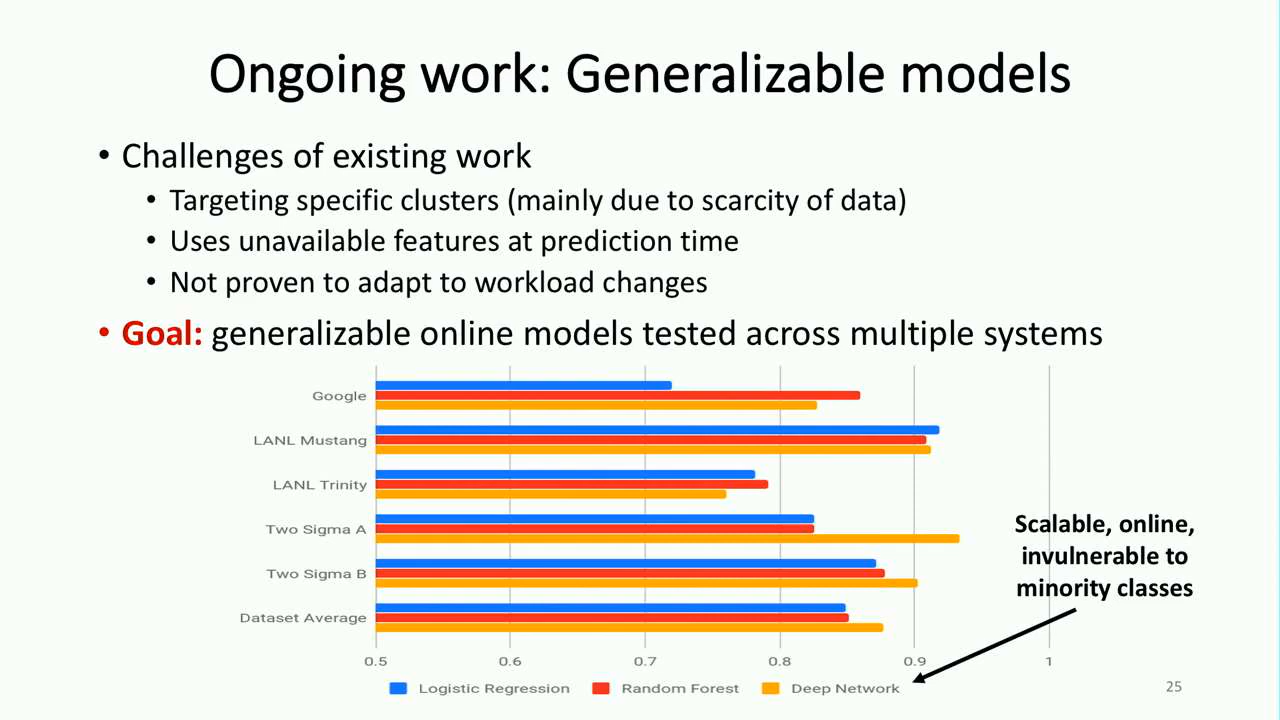 Ongoing work: Generalizable models
• Challenges of existing work
• Targeting specific clusters (mainly due to scarcity of data)
• Uses unavailable features at prediction time
• Not proven to adapt to workload changes
• Goal: generalizable online models tested across multiple systems
Google
LANL Mustang
LANL Trinity
Two Sigma A
Two Sigma B
Dataset Average
0.5 0.6 0.7 0.8 0.9 1
Logistic Regression Random Forest Deep Network
Scalable, online,
invulnerable to
minority classes
25